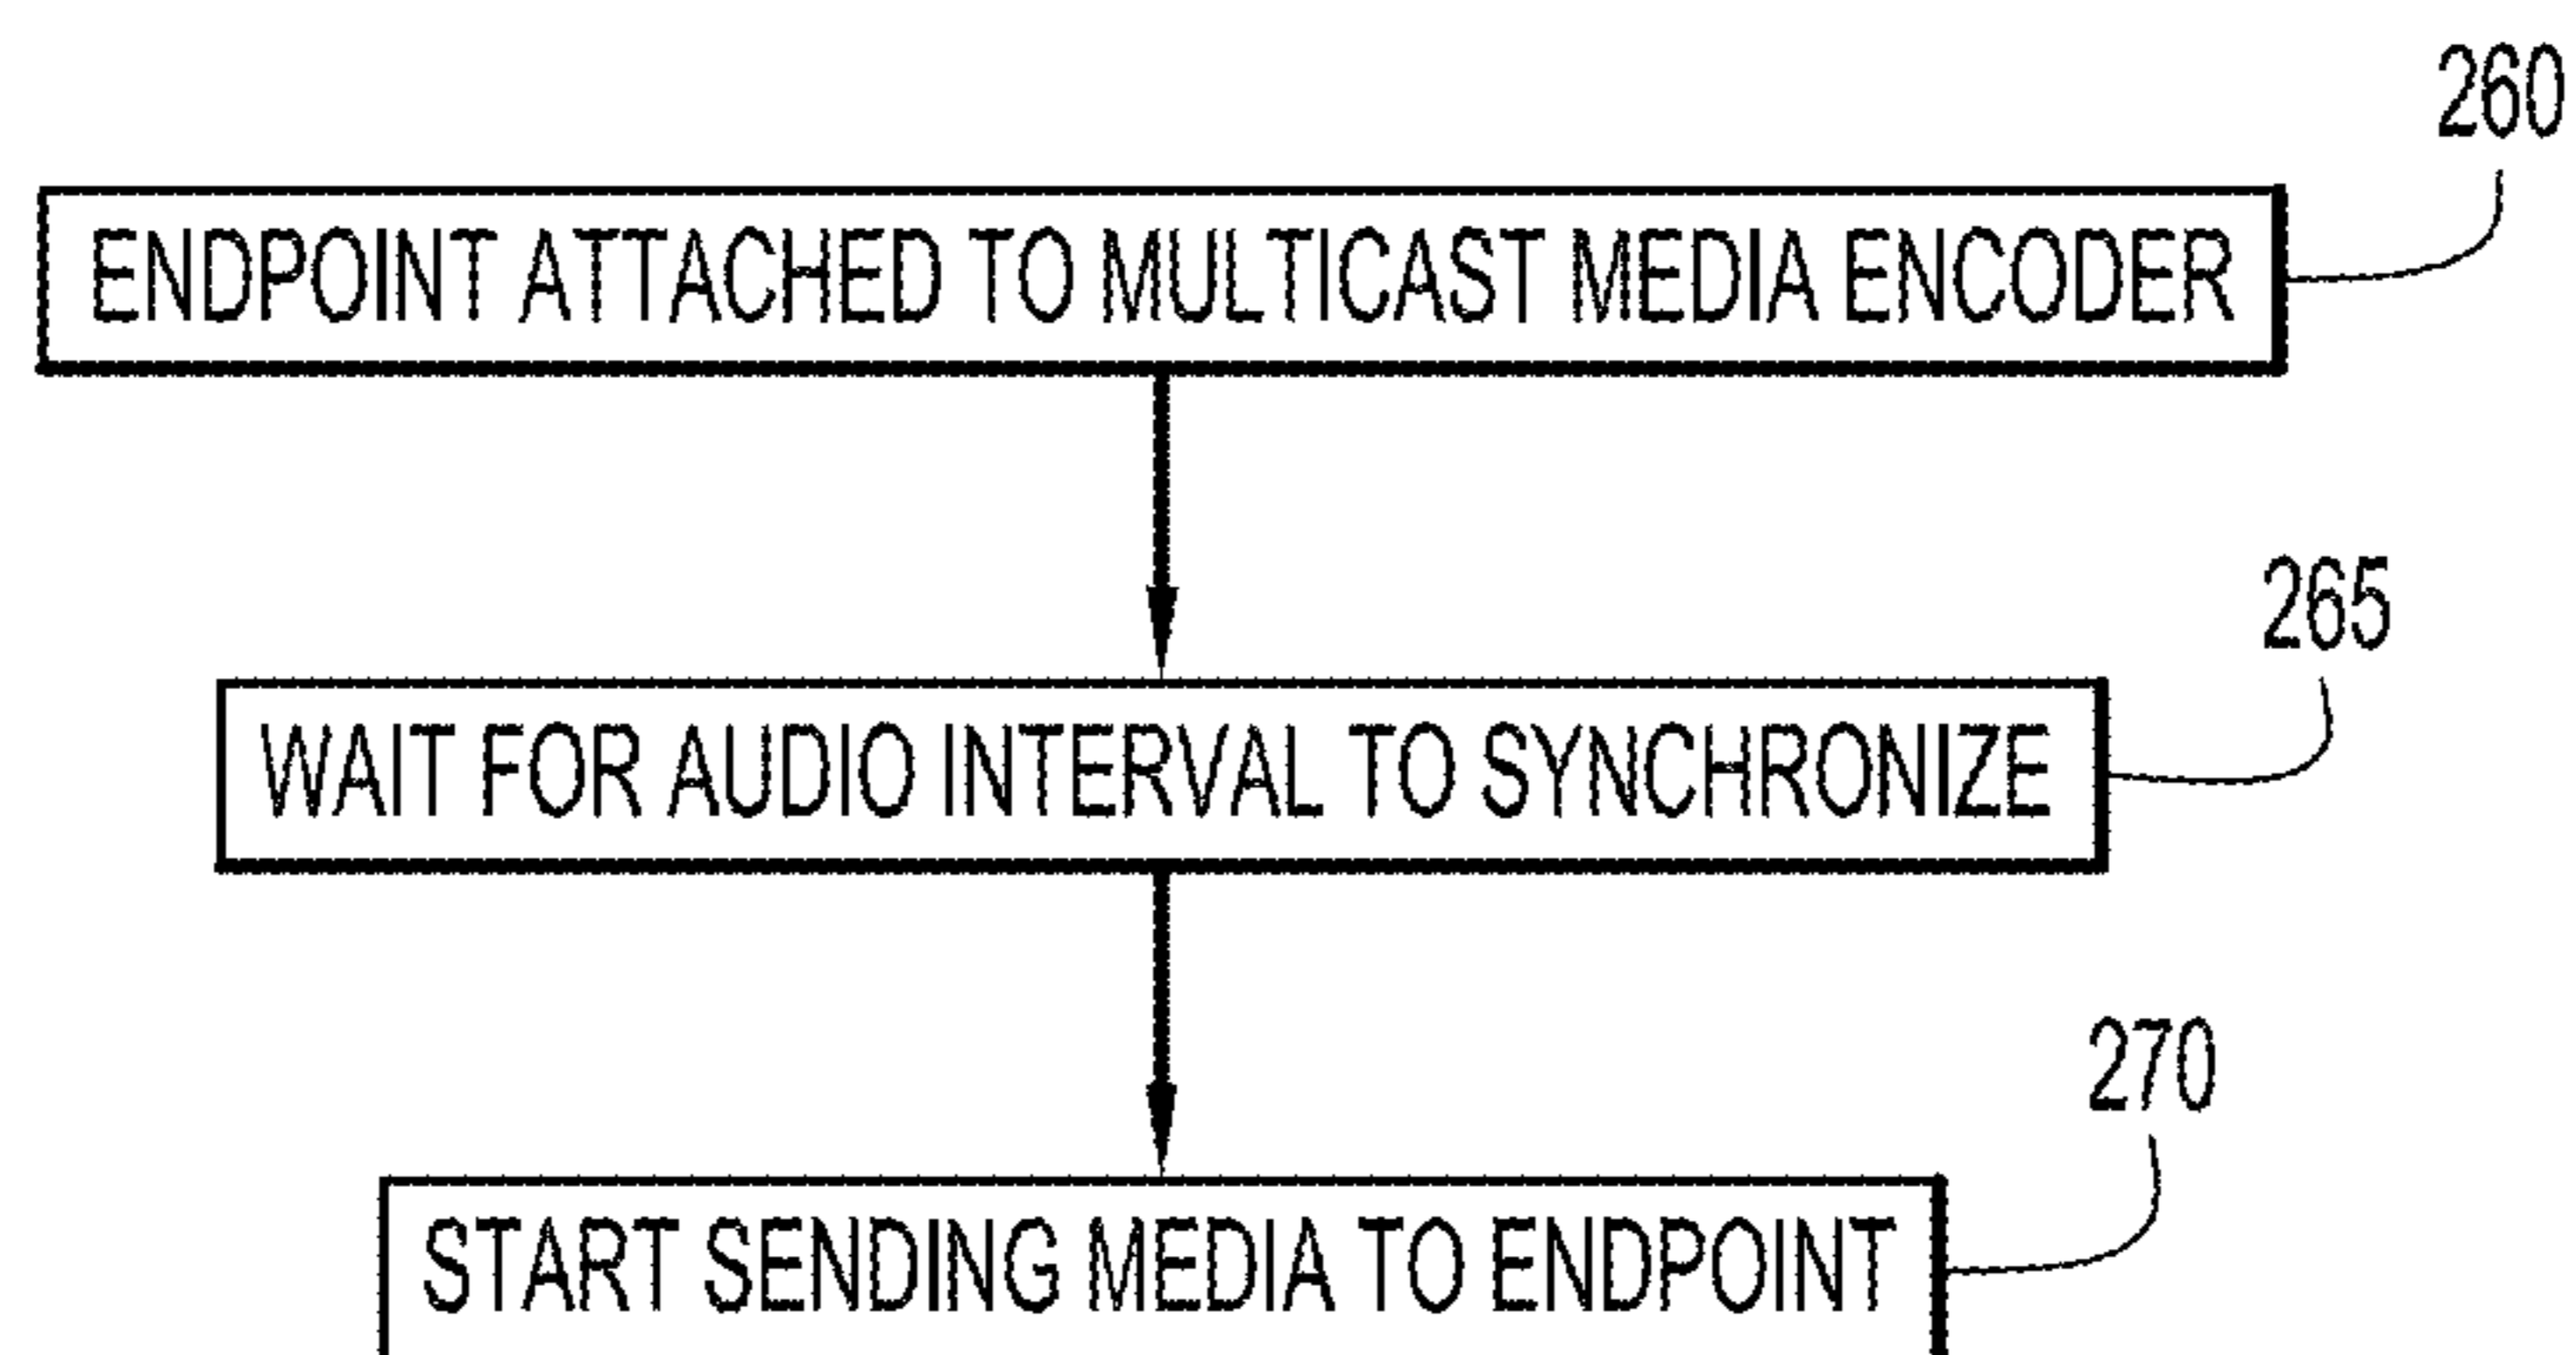 260
ENDPOINT ATTACHED TO MULTICAST MEDIA ENCODER
265
WAIT FOR AUDIO INTERVAL TO SYNCHRONIZE
270
START SENDING MEDIA TO ENDPOINT